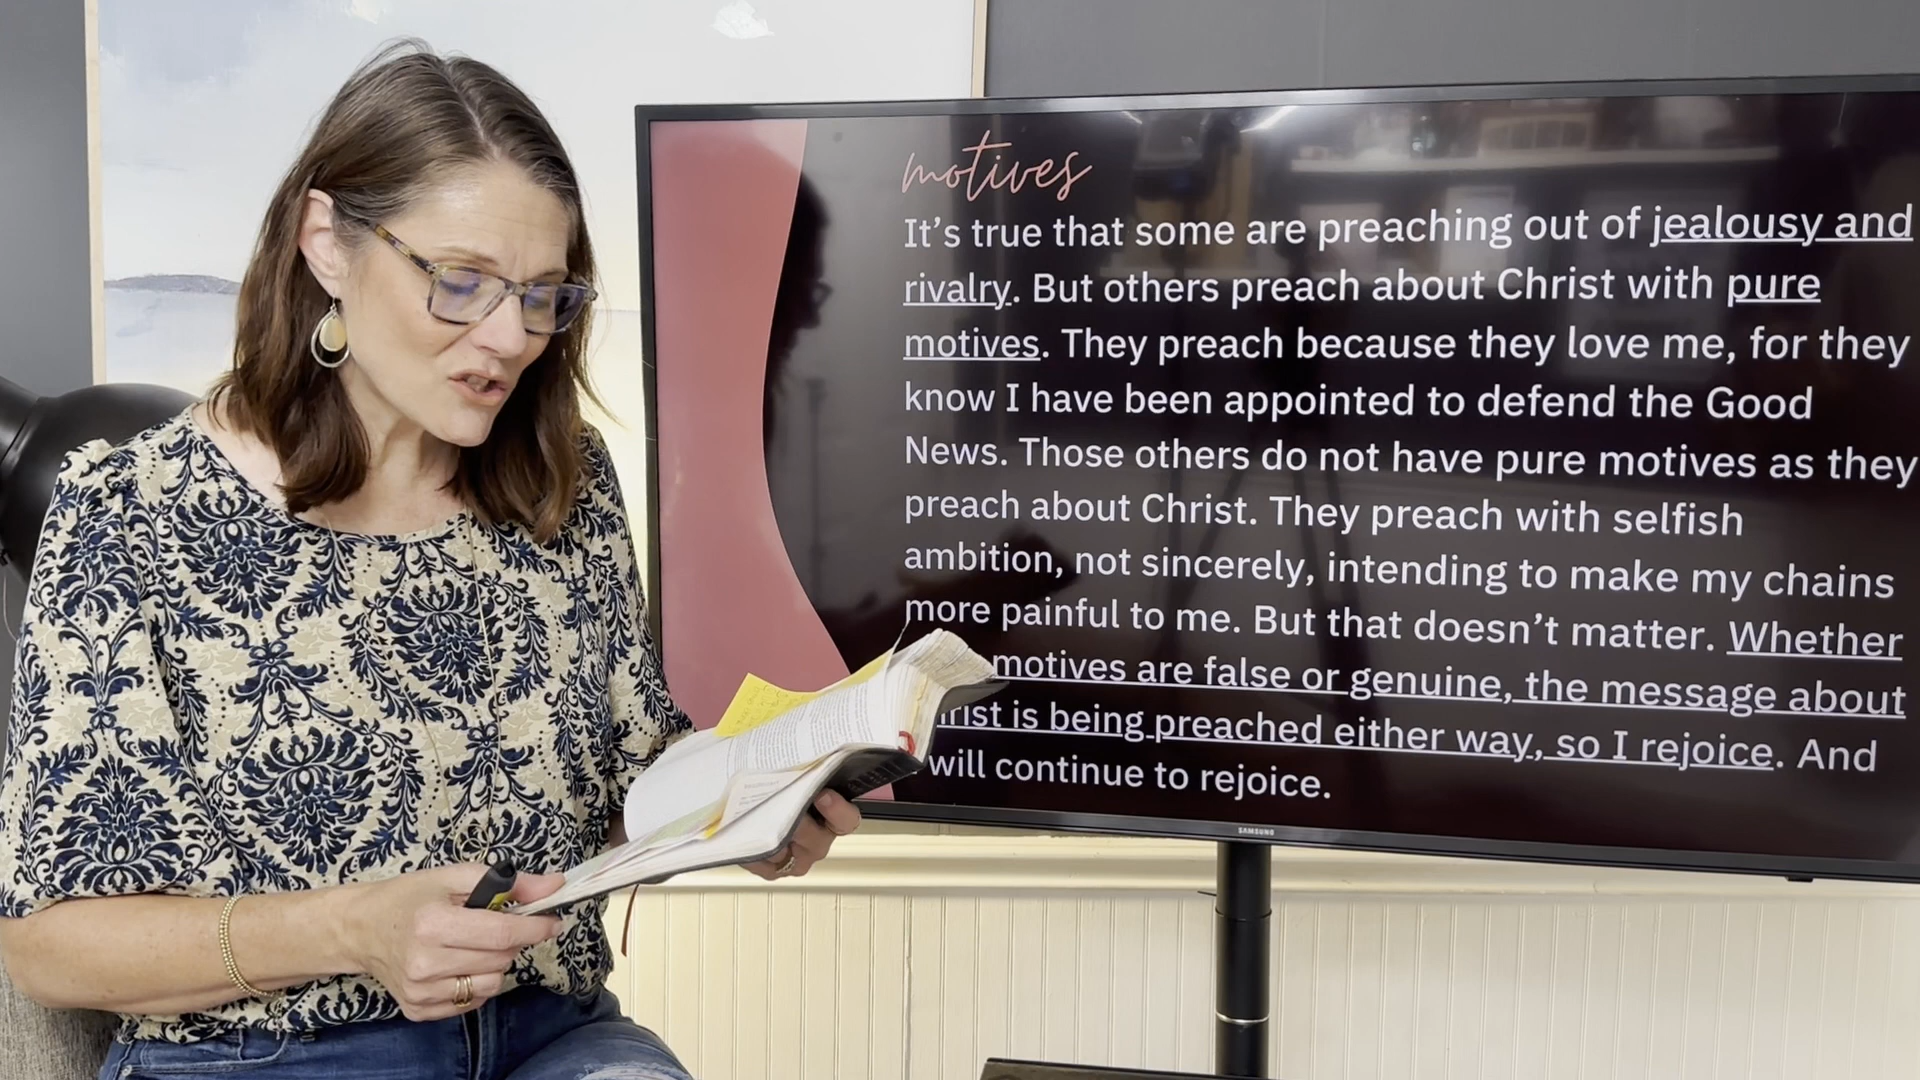 motives
It's true that some are preaching out of jealousy and
rivalry. But others preach about Christ with pure
motives. They preach because they love me, for they
know I have been appointed to defend the Good
News. Those others do not have pure motives as they
preach about Christ. They preach with selfish
ambition, not sincerely, intending to make my chains
more painful to me. But that doesn't matter. Whether
motives are false or genuine, the message about
is being preached either way, so I rejoice. And
will continue to rejoice.
SAMSUNG